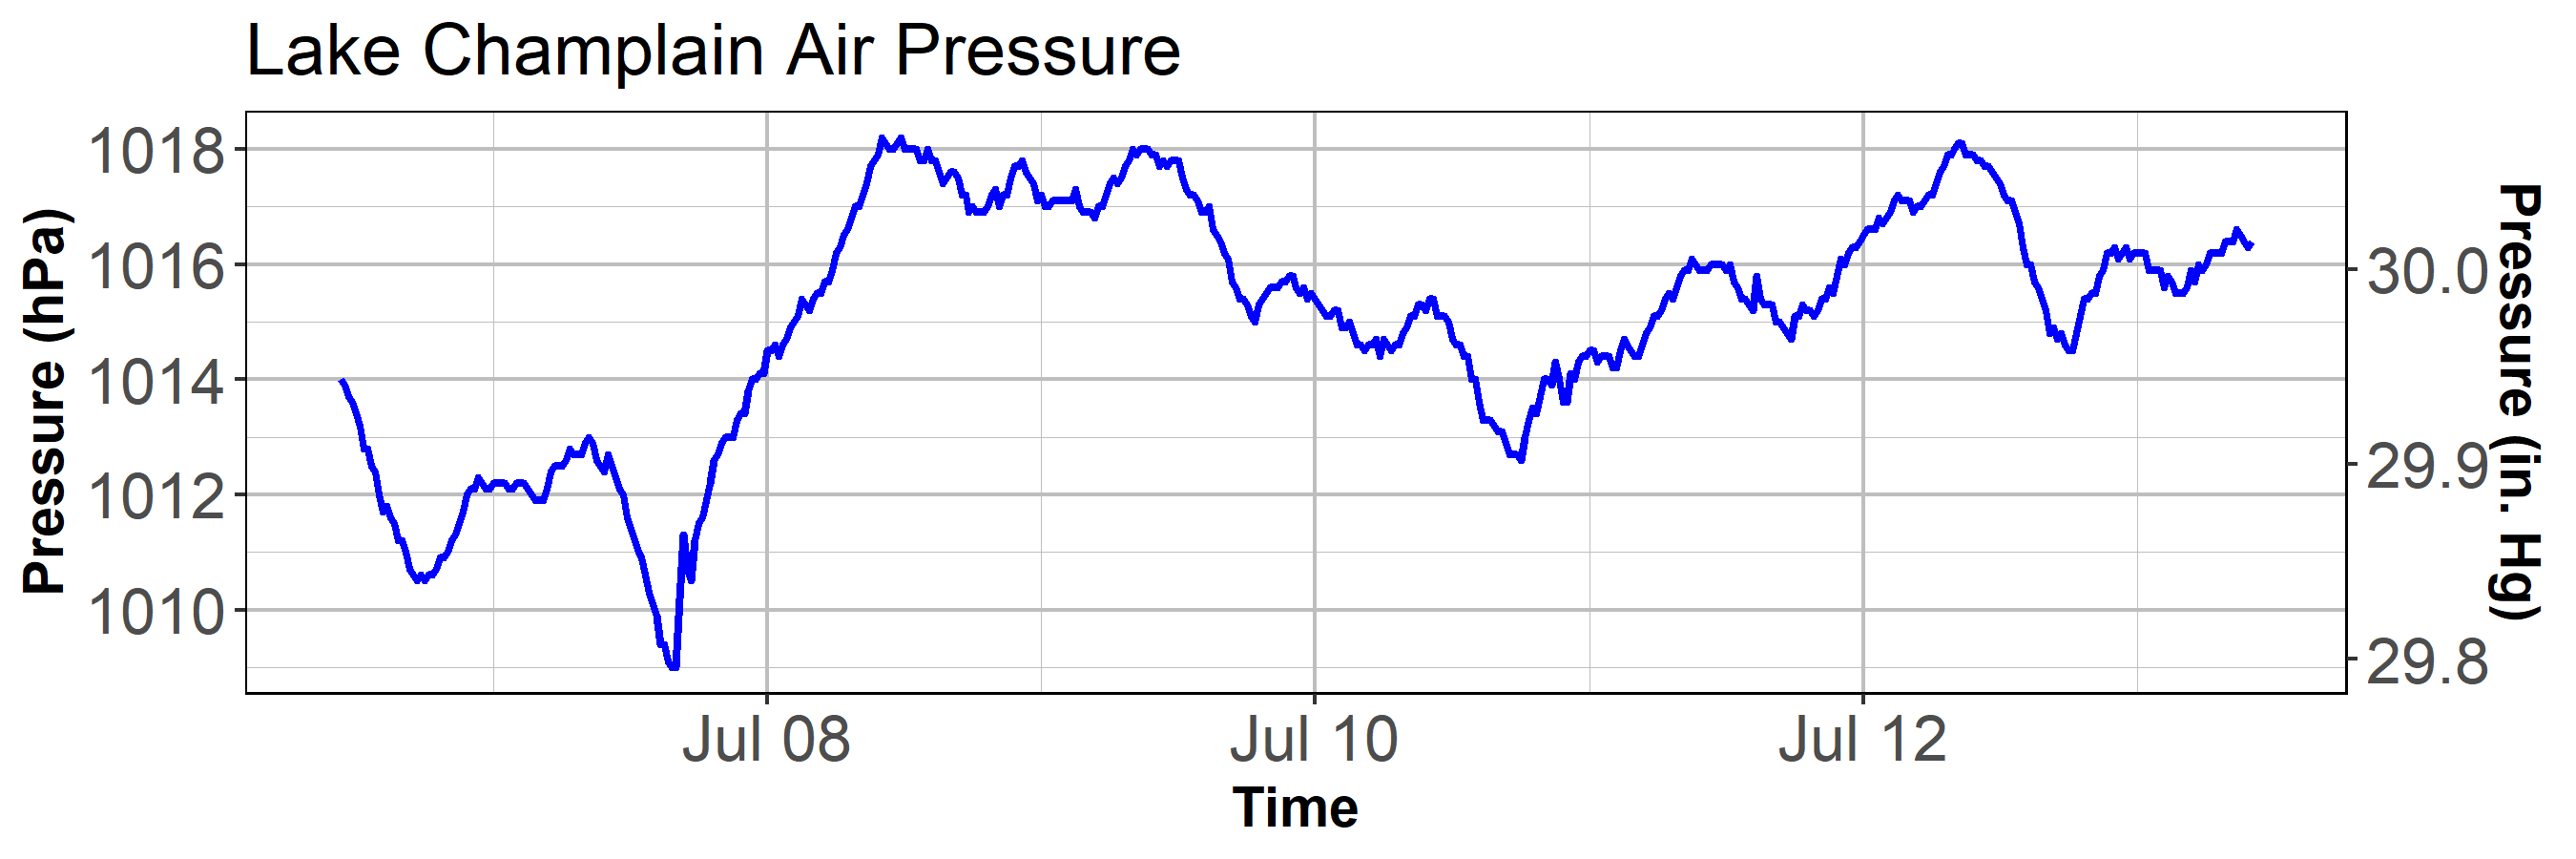 Lake Champlain Air Pressure
Pressure (hPa)
1018
1016
1014
1012
1010
30.0
29.9
29.8
Pressure (in. Hg)
Jul 08
Jul 10
Jul 12
Time